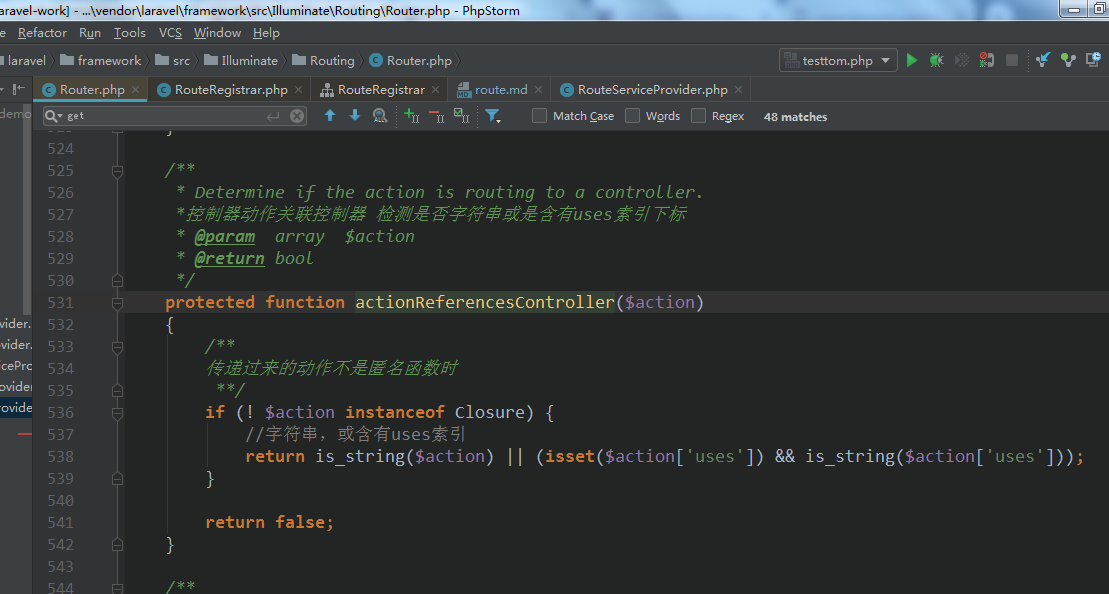 aravel-work] - ...\vendor\laravel\framework\src\Illuminate\Routing\Router.php - PhpStorm
e Refactor Run Tools VCS Window Help
laravel framework src Illuminate Routing Router.php testtom.php
Router.php RouteRegistrar.php RouteRegistrar route.md RouteServiceProvider.php
demo
get Match Case Words Regex 48 matches
524
525 /**
526 * Determine if the action is routing to a controller.
527 *控制器动作关联控制器 检测是否字符串或是含有uses索引下标
528 * @param array $action
529 * @return bool
530 */
531 protected function actionReferencesController($action)
532 {
533 /**
534 传递过来的动作不是匿名函数时
535 **/
536 if (! $action instanceof Closure) {
537 //字符串，或含有uses索引
538 return is_string($action) || (isset($action['uses']) && is_string($action['uses']));
539 }
540
541 return false;
542 }
543
544 /**
vider.
vider.
cePro
ovider
rovide